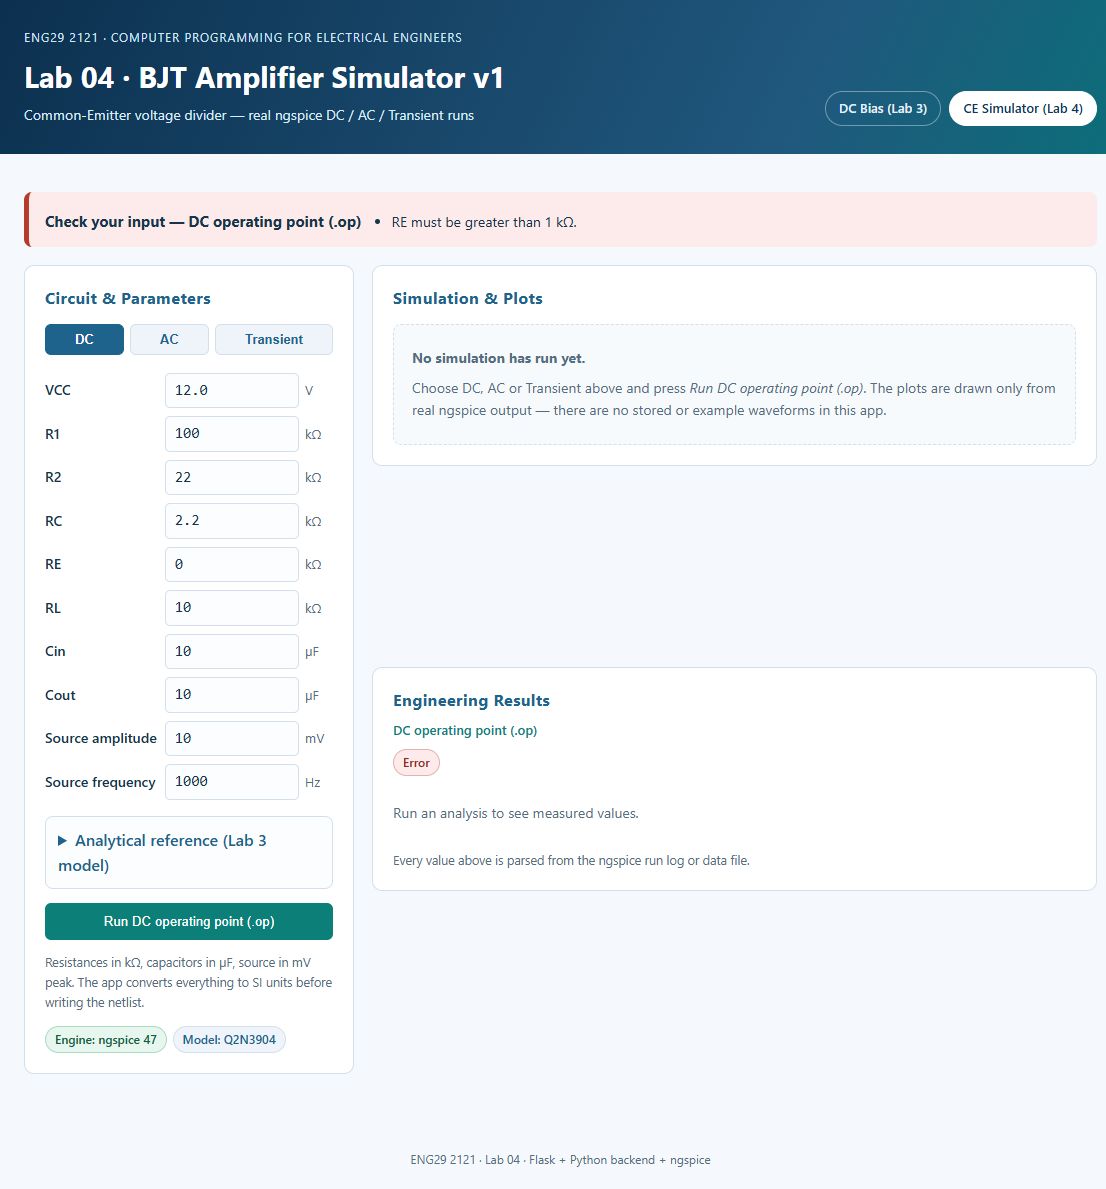 ENG29 2121 · COMPUTER PROGRAMMING FOR ELECTRICAL ENGINEERS
Lab 04 · BJT Amplifier Simulator v1
Common-Emitter voltage divider — real ngspice DC / AC / Transient runs
DC Bias (Lab 3)
CE Simulator (Lab 4)
Check your input — DC operating point (.op) • RE must be greater than 1 kΩ.
Circuit & Parameters
DC AC Transient
VCC 12.0 V
R1 100 kΩ
R2 22 kΩ
RC 2.2 kΩ
RE 0 kΩ
RL 10 kΩ
Cin 10 µF
Cout 10 µF
Source amplitude 10 mV
Source frequency 1000 Hz
▶ Analytical reference (Lab 3
model)
Run DC operating point (.op)
Resistances in kΩ, capacitors in µF, source in mV
peak. The app converts everything to SI units before
writing the netlist.
Engine: ngspice 47 Model: Q2N3904
Simulation & Plots
No simulation has run yet.
Choose DC, AC or Transient above and press Run DC operating point (.op). The plots are drawn only from
real ngspice output — there are no stored or example waveforms in this app.
Engineering Results
DC operating point (.op)
Error
Run an analysis to see measured values.
Every value above is parsed from the ngspice run log or data file.
ENG29 2121 · Lab 04 · Flask + Python backend + ngspice